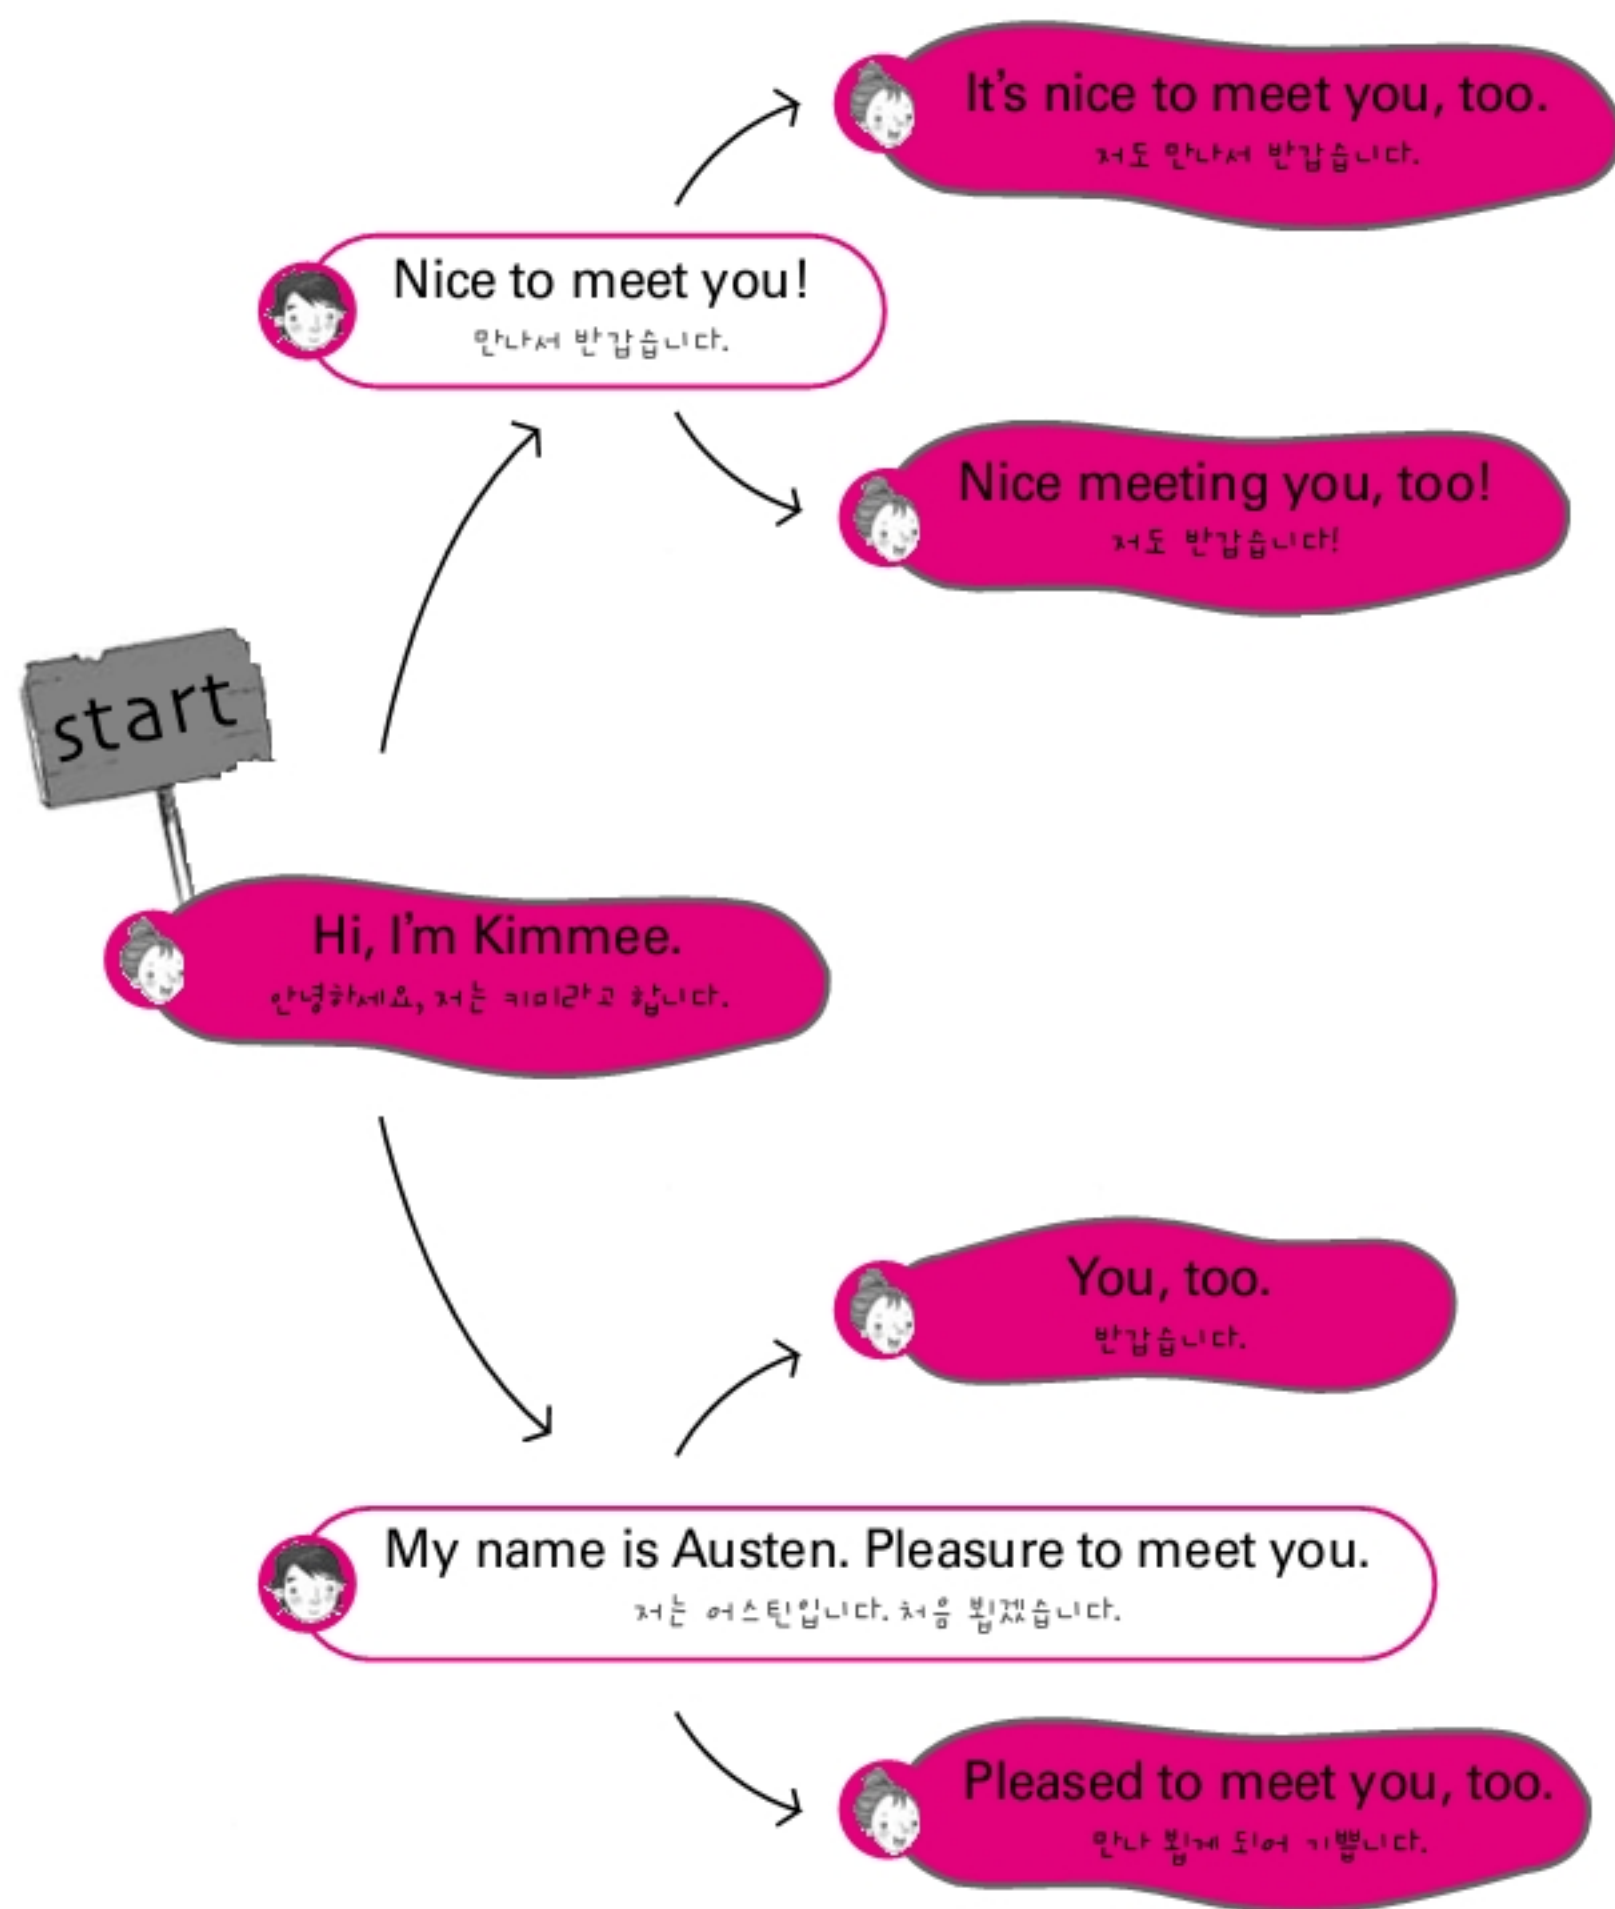 It's nice to meet you, too.
저도 만나서 반갑습니다.
Nice to meet you!
만나서 반갑습니다.
Nice meeting you, too!
저도 반갑습니다!
start
Hi, I'm Kimmee.
안녕하세요, 저는 키미라고 합니다.
You, too.
반갑습니다.
My name is Austen. Pleasure to meet you.
저는 어스틴입니다. 처음 뵙겠습니다.
Pleased to meet you, too.
만나 뵙게 되어 기쁩니다.